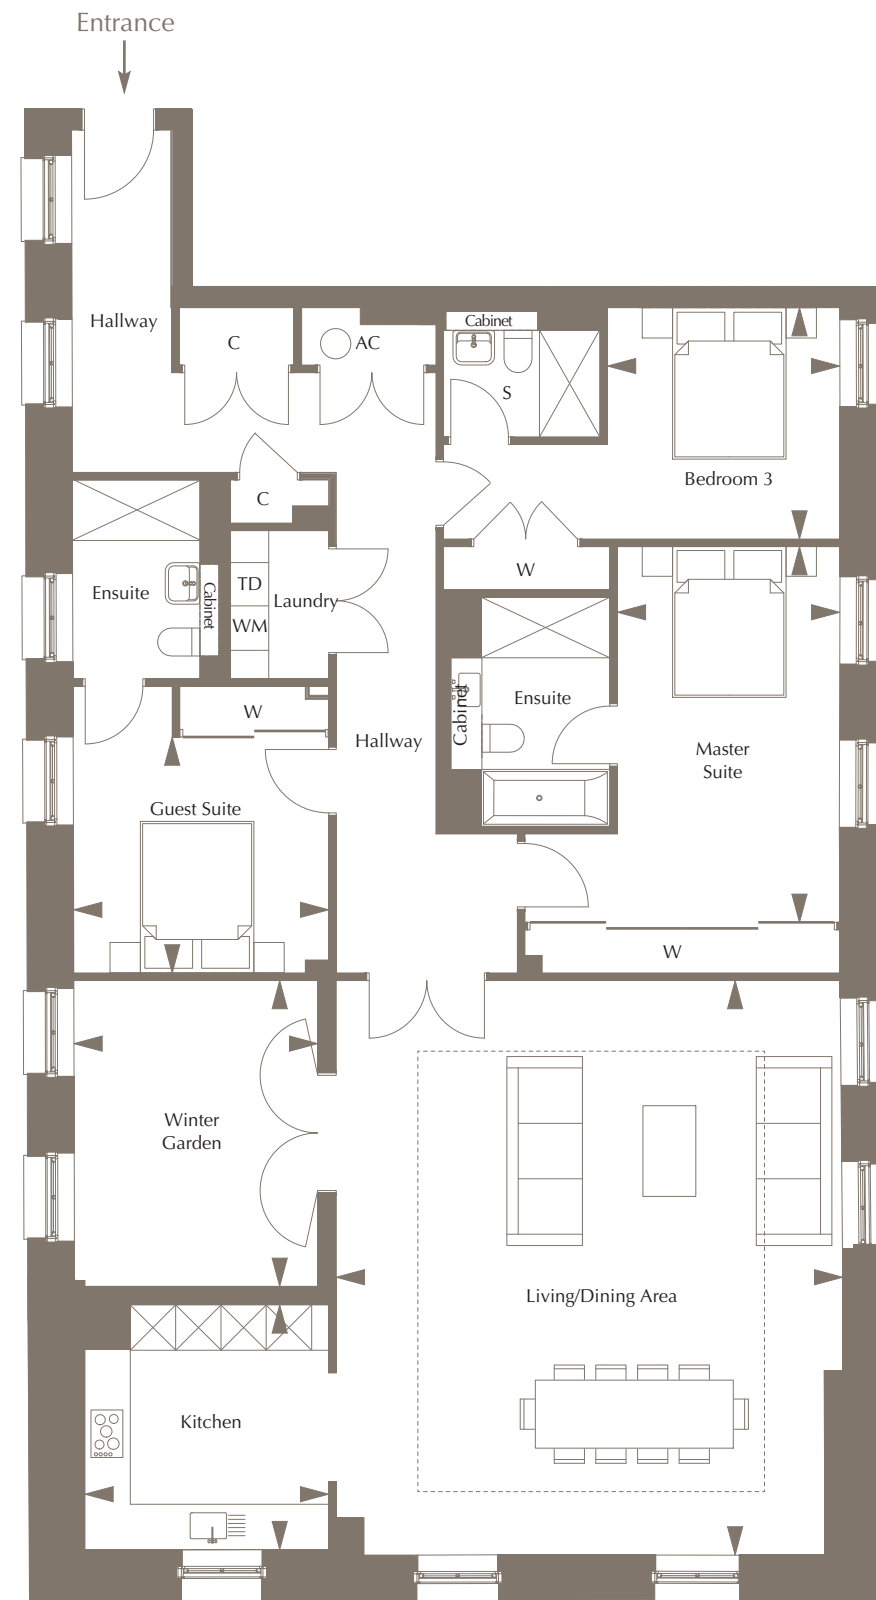 Entrance
Hallway
C
AC
Cabinet
S
Bedroom 3
C
W
Ensuite
Cabinet
TD
WM
Laundry
Ensuite
Cabinet
W
Hallway
Master
Suite
Guest Suite
W
Winter
Garden
Living/Dining Area
Kitchen